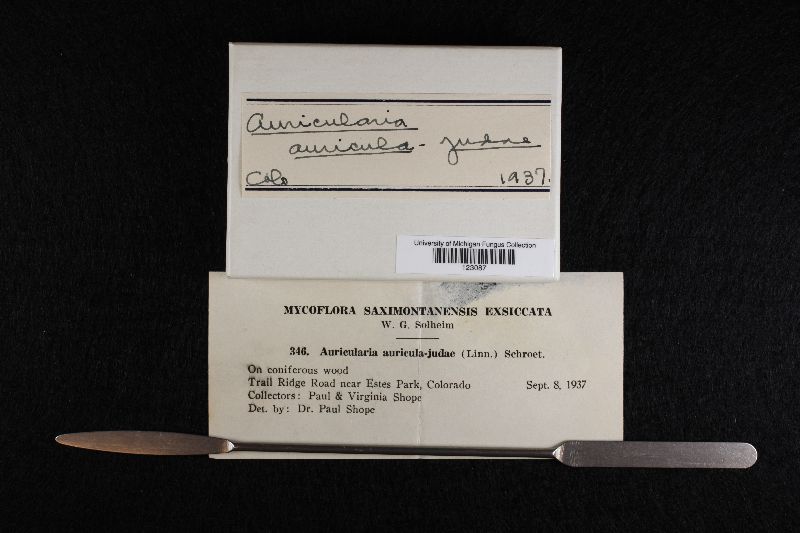 Auricularia
auricula-judae
Colo 1937.
University of Michigan Fungus Collection
123087
MYCOFLORA SAXIMONTANENSIS EXSICCATA
W. G. Solheim
346. Auricularia auricula-judae (Linn.) Schroet.
On coniferous wood
Trail Ridge Road near Estes Park, Colorado Sept. 8, 1937
Collectors: Paul & Virginia Shope
Det. by: Dr. Paul Shope